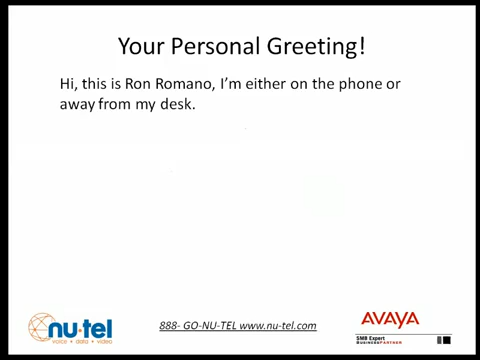 Your Personal Greeting!
Hi, this is Ron Romano, I'm either on the phone or
away from my desk.
nu•tel
voice • data • video
888- GO-NU-TEL www.nu-tel.com
AVAYA
SMB Expert
BUSINESSPARTNER